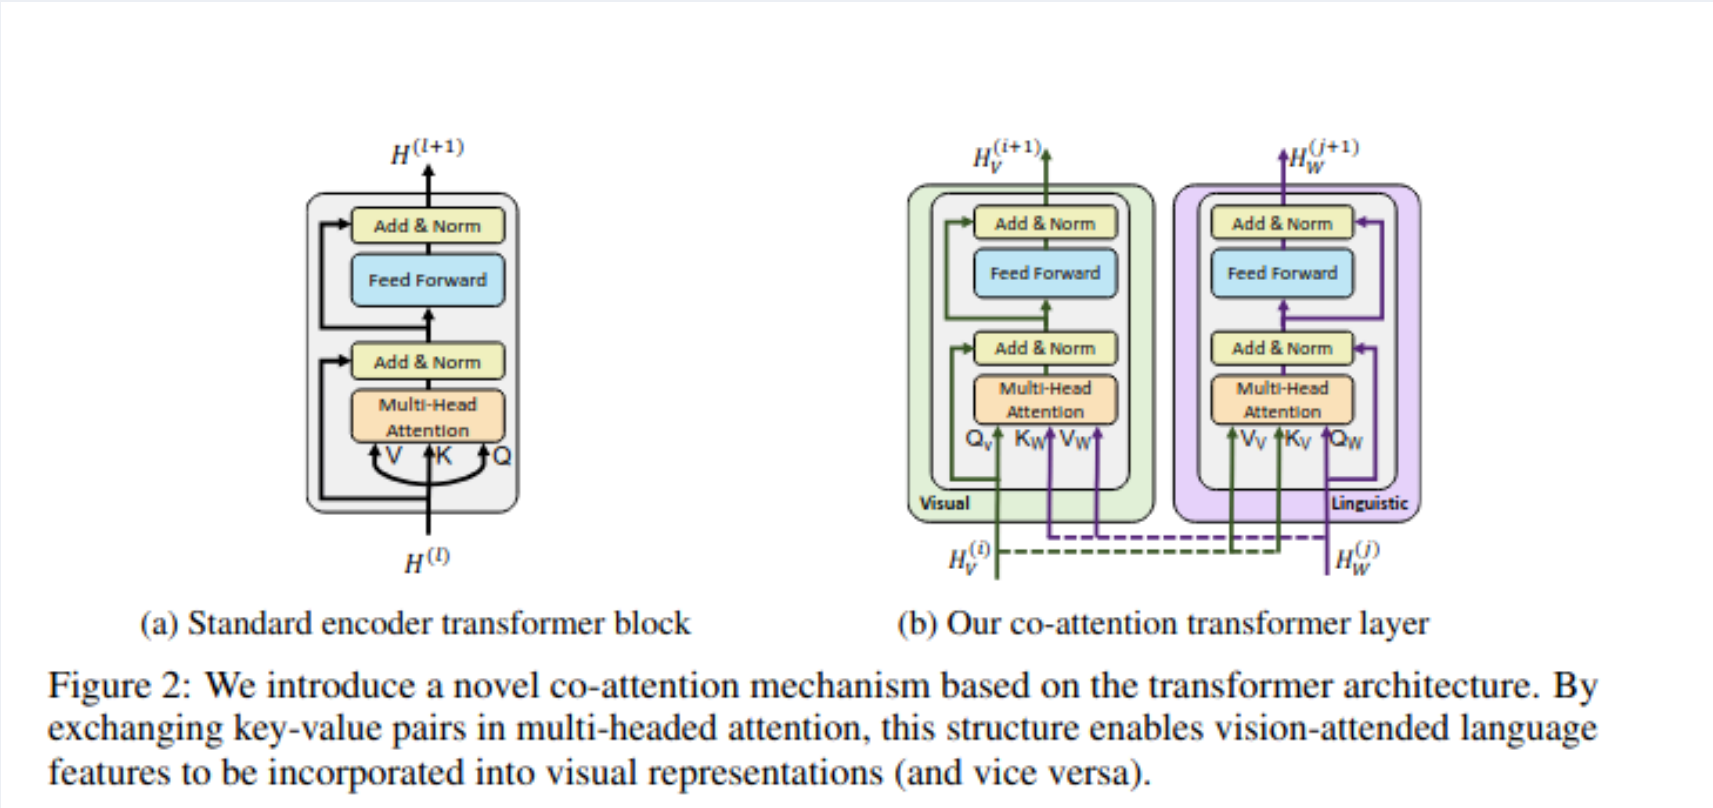 H^(l+1)
Add & Norm
Feed Forward
Add & Norm
Multi-Head
Attention
V K Q
H^(l)
(a) Standard encoder transformer block
H_V^(i+1)
Add & Norm
Feed Forward
Add & Norm
Multi-Head
Attention
Q_V K_W V_W
Visual
H_V^(i)
H_W^(j+1)
Add & Norm
Feed Forward
Add & Norm
Multi-Head
Attention
V_V K_V Q_W
Linguistic
H_W^(j)
(b) Our co-attention transformer layer
Figure 2: We introduce a novel co-attention mechanism based on the transformer architecture. By
exchanging key-value pairs in multi-headed attention, this structure enables vision-attended language
features to be incorporated into visual representations (and vice versa).